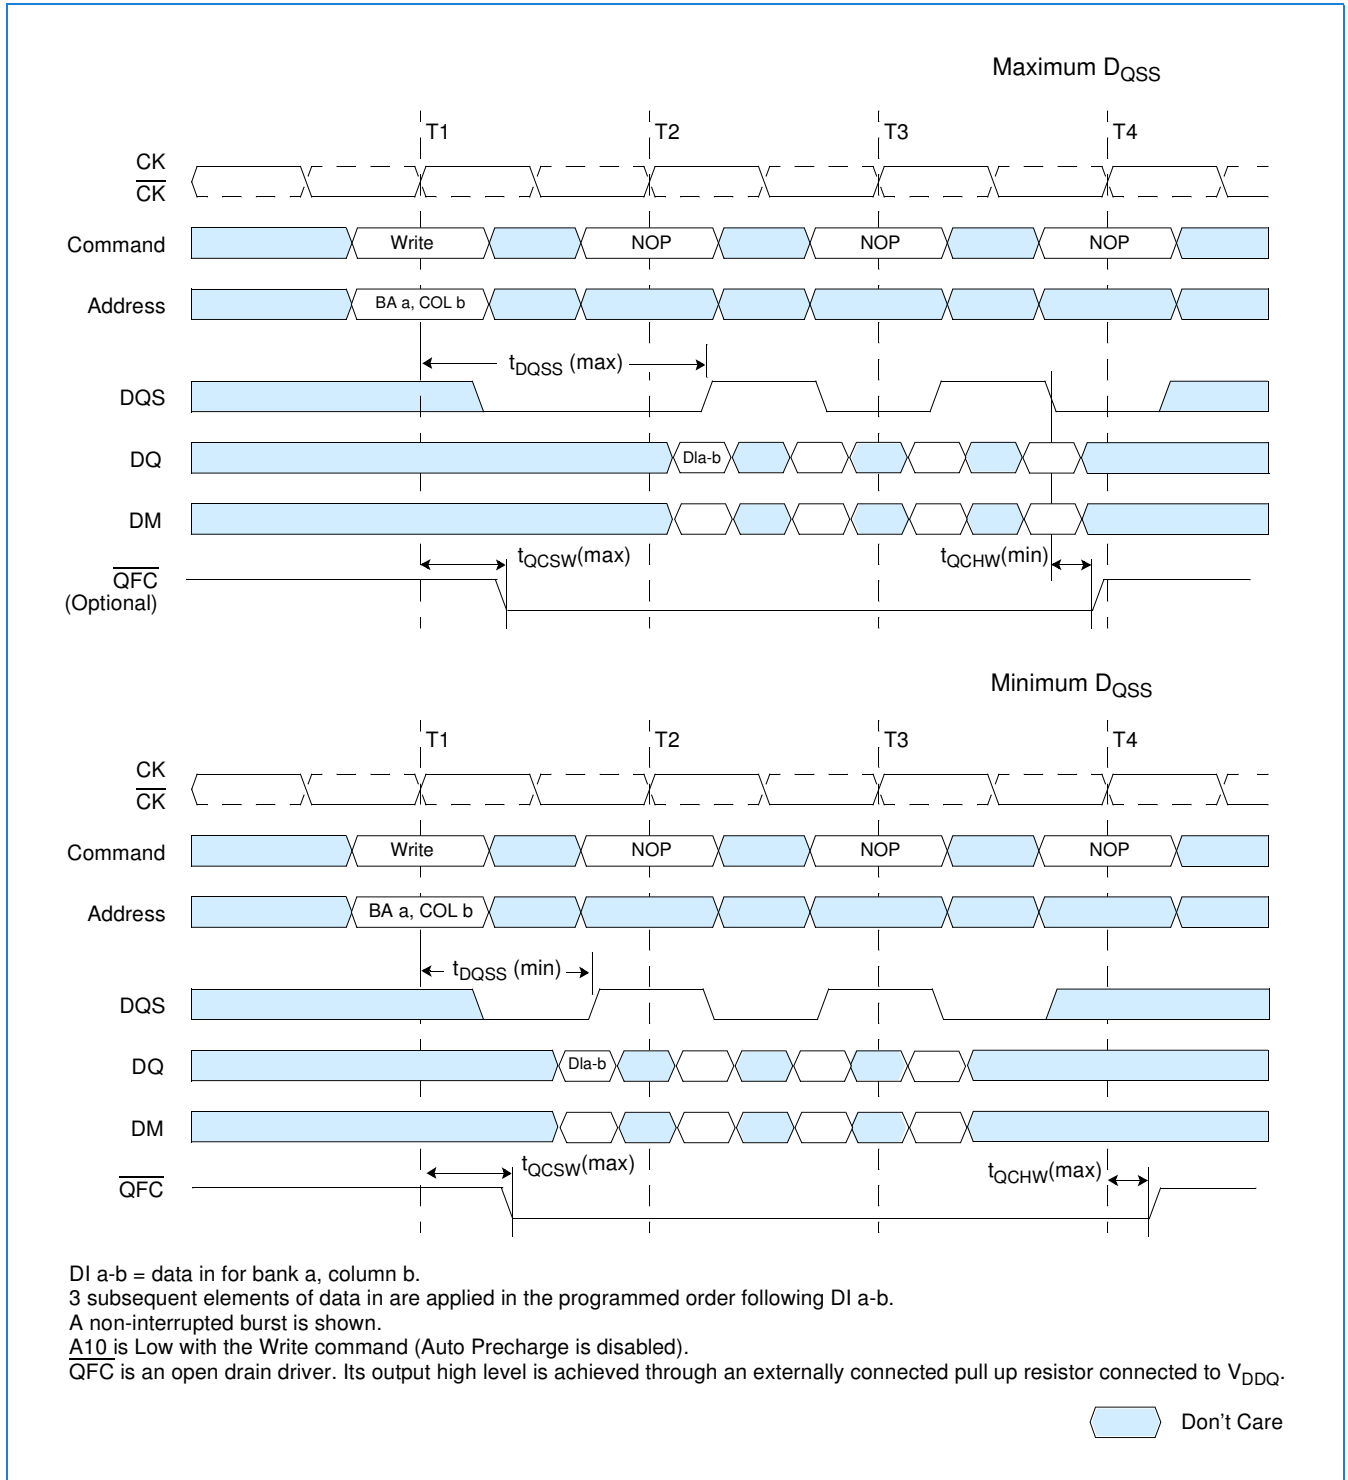 Maximum DQSS
T1 T2 T3 T4
CK
CK
Command Write NOP NOP NOP
Address BA a, COL b
tDQSS (max)
DQS
DQ DIa-b
DM
tQCSW(max) tQCHW(min)
QFC
(Optional)
Minimum DQSS
T1 T2 T3 T4
CK
CK
Command Write NOP NOP NOP
Address BA a, COL b
tDQSS (min)
DQS
DQ DIa-b
DM
tQCSW(max) tQCHW(max)
QFC
DI a-b = data in for bank a, column b.
3 subsequent elements of data in are applied in the programmed order following DI a-b.
A non-interrupted burst is shown.
A10 is Low with the Write command (Auto Precharge is disabled).
QFC is an open drain driver. Its output high level is achieved through an externally connected pull up resistor connected to VDDQ.
Don't Care